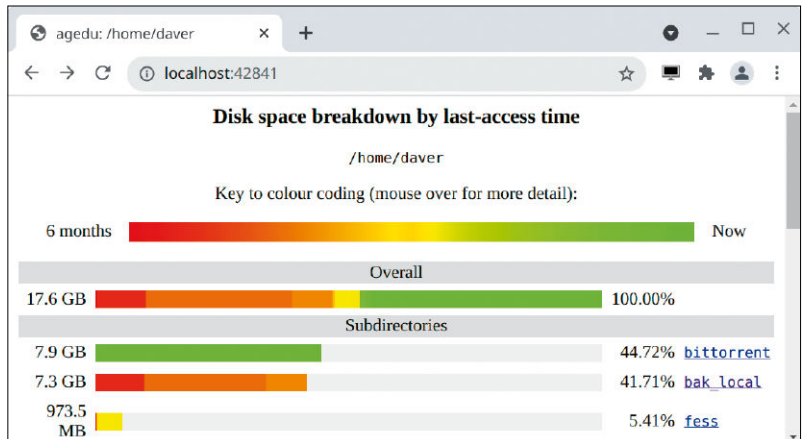 agedu: /home/daver
localhost:42841
Disk space breakdown by last-access time
/home/daver
Key to colour coding (mouse over for more detail):
6 months Now
Overall
17.6 GB 100.00%
Subdirectories
7.9 GB 44.72% bittorrent
7.3 GB 41.71% bak_local
973.5
MB 5.41% fess